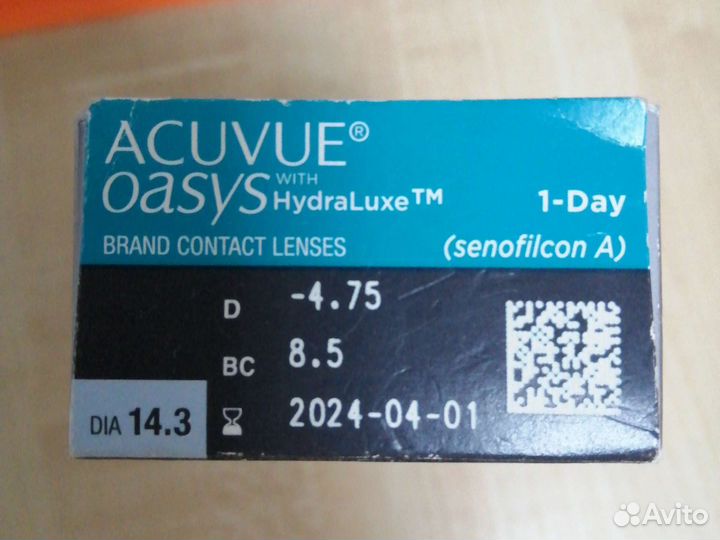 ACUVUE®
oasys WITH HydraLuxe™ 1-Day
BRAND CONTACT LENSES (senofilcon A)
D -4.75
BC 8.5
DIA 14.3 2024-04-01
Avito